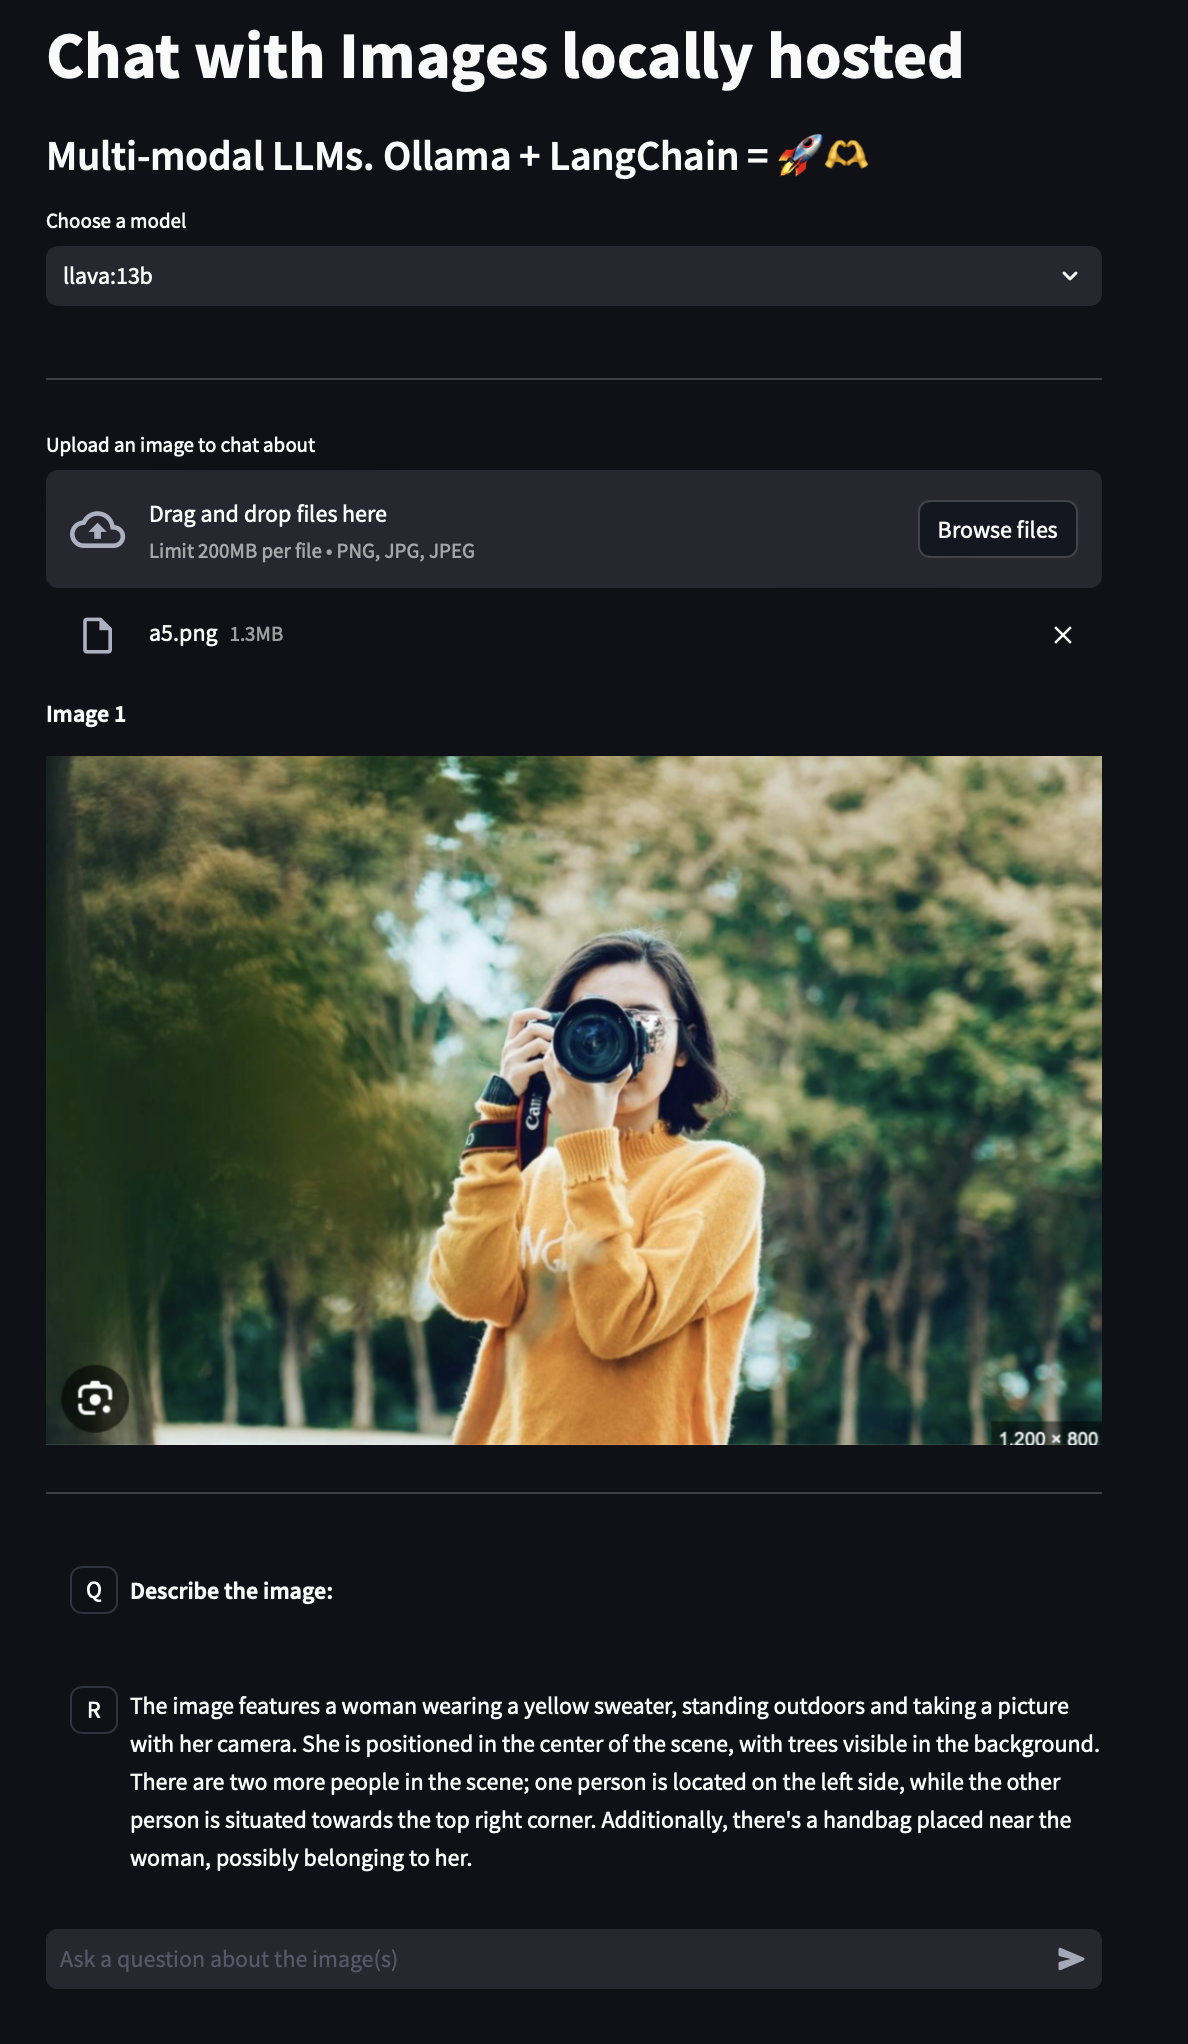 Chat with Images locally hosted
Multi-modal LLMs. Ollama + LangChain = 🚀🫶
Choose a model
llava:13b
Upload an image to chat about
Drag and drop files here
Limit 200MB per file • PNG, JPG, JPEG
Browse files
a5.png 1.3MB
Image 1
Can
NG
1,200 × 800
Q Describe the image:
R The image features a woman wearing a yellow sweater, standing outdoors and taking a picture
with her camera. She is positioned in the center of the scene, with trees visible in the background.
There are two more people in the scene; one person is located on the left side, while the other
person is situated towards the top right corner. Additionally, there's a handbag placed near the
woman, possibly belonging to her.
Ask a question about the image(s)